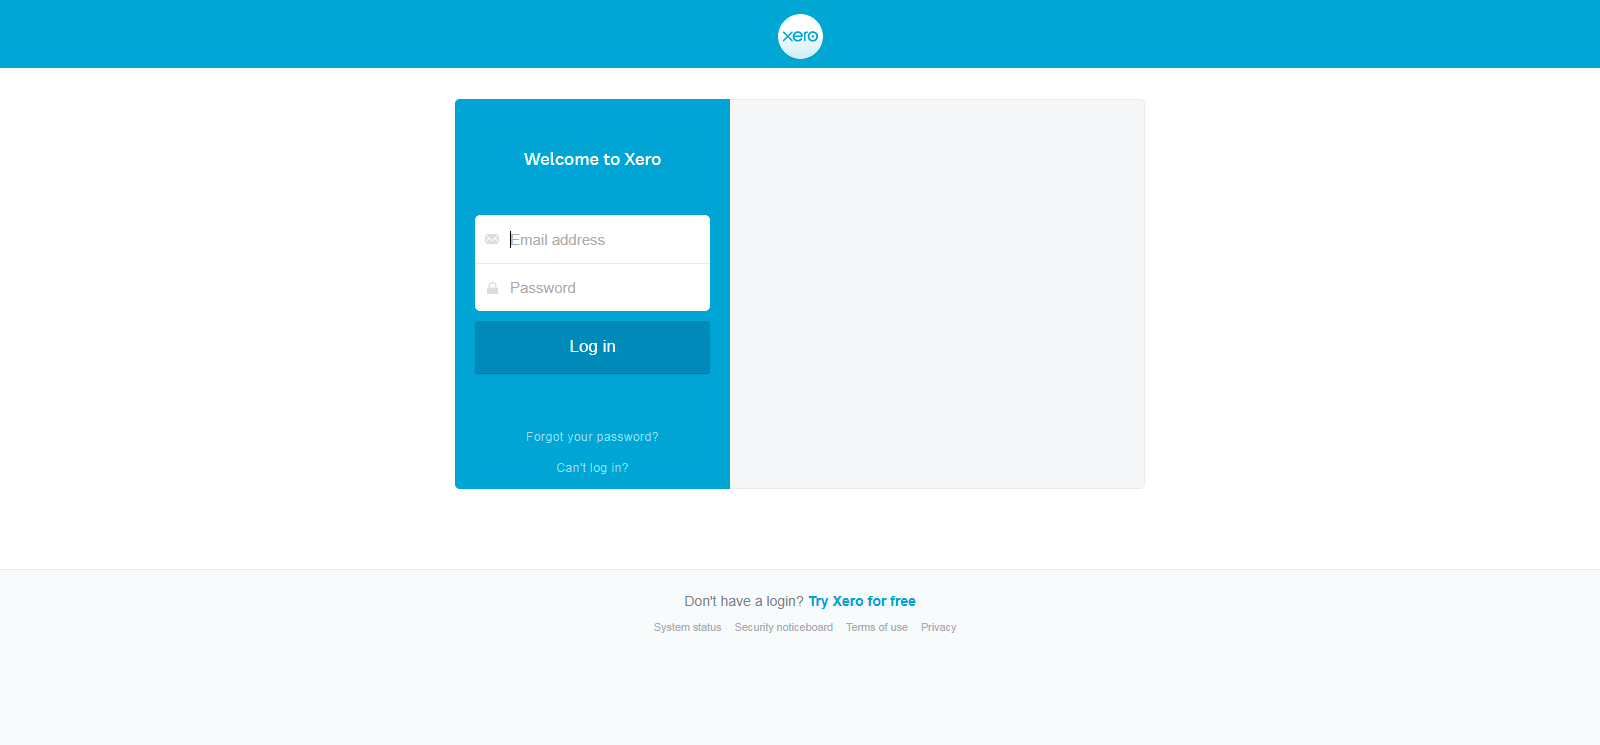 xero
Welcome to Xero
Email address
Password
Log in
Forgot your password?
Can't log in?
Don't have a login? Try Xero for free
System status Security noticeboard Terms of use Privacy